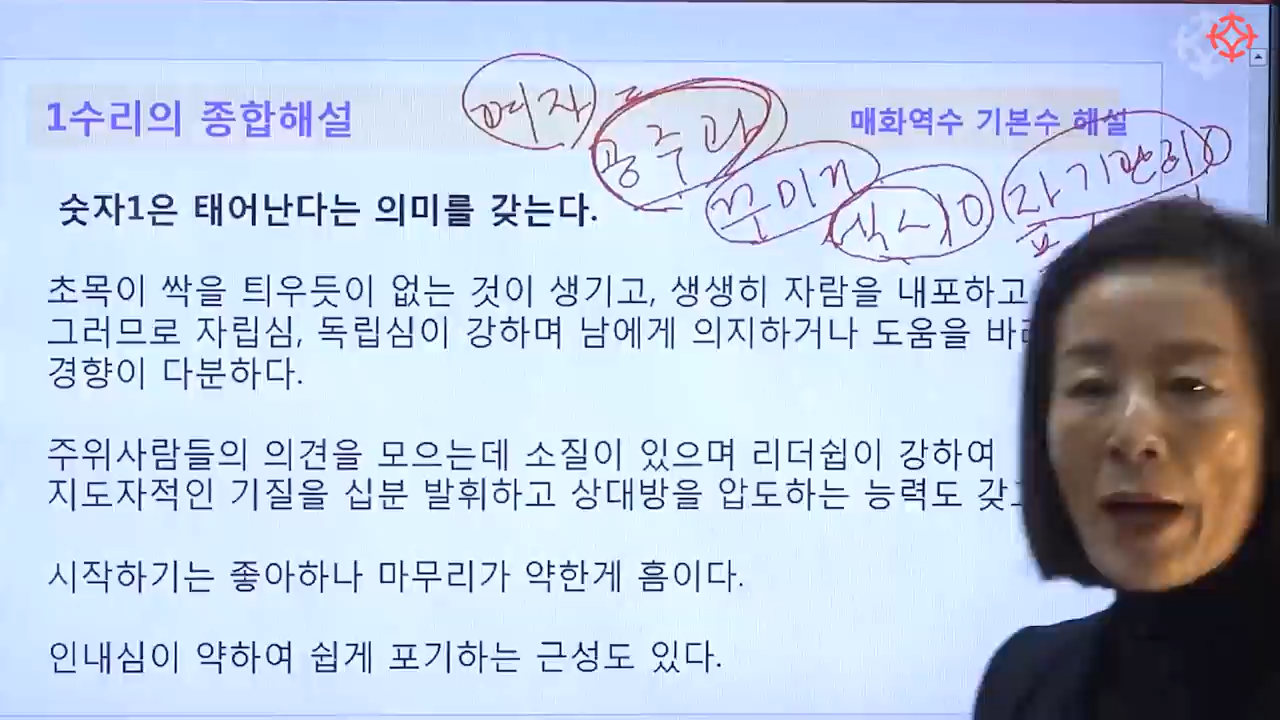 1수리의 종합해설
매화역수 기본수 해설
여자
공주과
꾸미기
섹시
자기관리
숫자1은 태어난다는 의미를 갖는다.
초목이 싹을 틔우듯이 없는 것이 생기고, 생생히 자람을 내포하고
그러므로 자립심, 독립심이 강하며 남에게 의지하거나 도움을
경향이 다분하다.
주위사람들의 의견을 모으는데 소질이 있으며 리더쉽이 강하여
지도자적인 기질을 십분 발휘하고 상대방을 압도하는 능력도
시작하기는 좋아하나 마무리가 약한게 흠이다.
인내심이 약하여 쉽게 포기하는 근성도 있다.